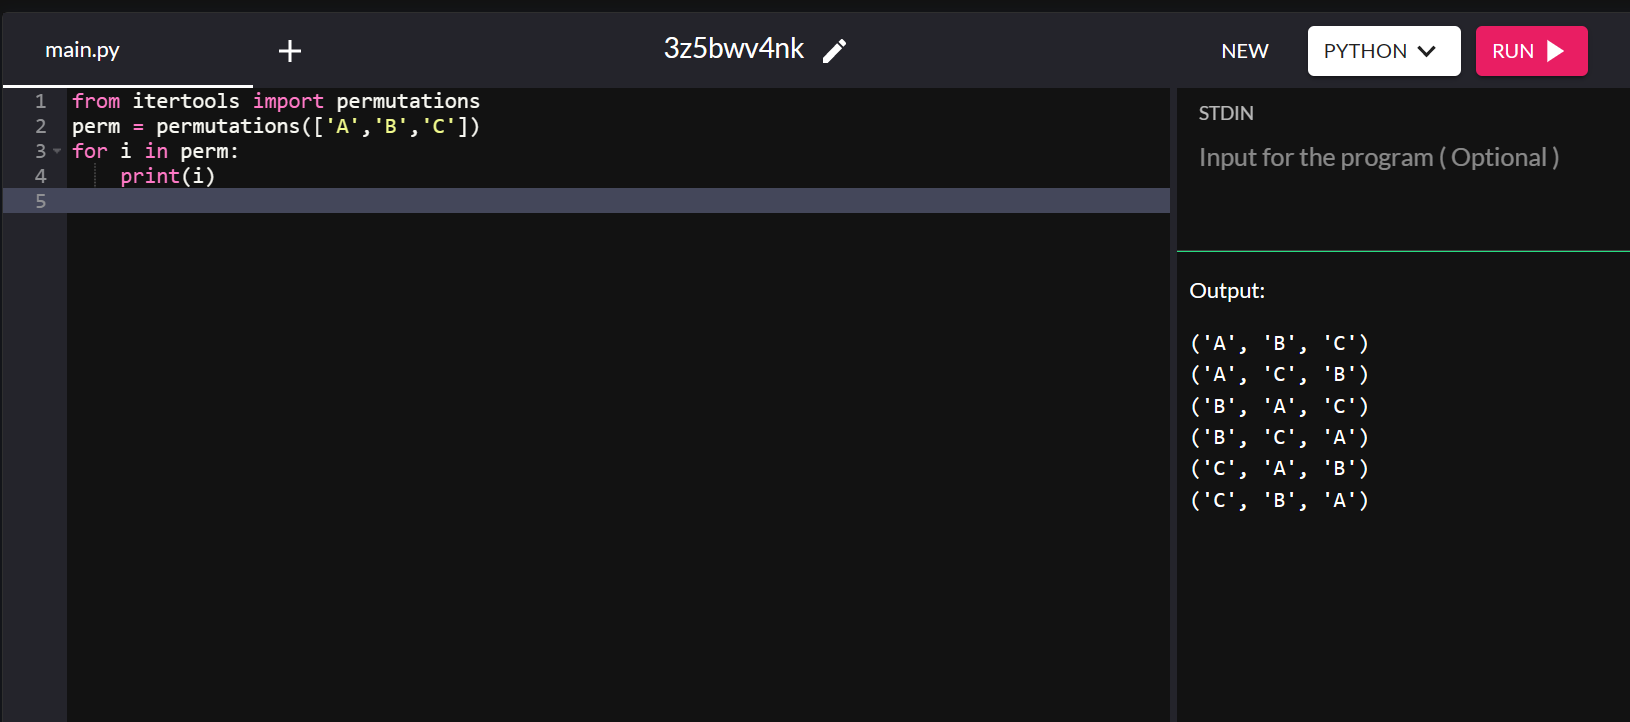 main.py + 3z5bwv4nk NEW PYTHON RUN
1 from itertools import permutations
2 perm = permutations(['A','B','C'])
3 for i in perm:
4     print(i)
5
STDIN
Input for the program ( Optional )
Output:
('A', 'B', 'C')
('A', 'C', 'B')
('B', 'A', 'C')
('B', 'C', 'A')
('C', 'A', 'B')
('C', 'B', 'A')